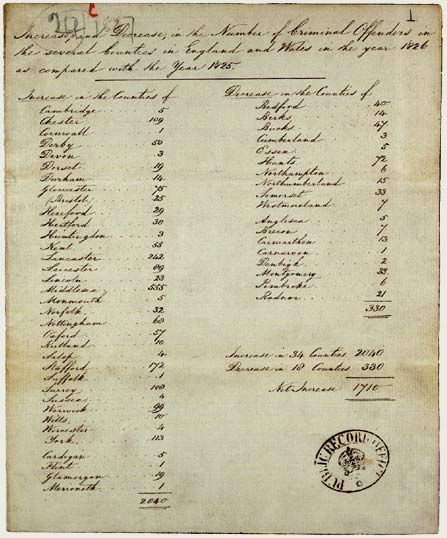 1
Increase, and Decrease, in the Number of Criminal Offenders in
the several Counties in England and Wales in the year 1826
as compared with the Year 1825.
Increase in the Counties of
Cambridge 5
Chester 109
Cornwall 1
Derby 50
Devon 3
Dorset
Durham 14
Gloucester 75
Bristol 25
Hereford 29
Hertford 30
Huntingdon 3
Kent 55
Lancaster 242
Leicester
Lincoln 23
Middlesex 555
Monmouth 5
Norfolk 32
Nottingham 60
Oxford 57
Rutland 10
Salop 4
Stafford 172
Suffolk 1
Surrey 100
Sussex 4
Warwick 99
Wilts 10
Worcester 4
York 113
Cardigan 5
Flint 1
Glamorgan 19
Merioneth 1
2040
Decrease in the Counties of
Bedford 40
Berks 14
Bucks 47
Cumberland 3
Essex 5
Hants 72
Northampton 6
Northumberland 15
Somerset 33
Westmoreland 7
Anglesea 5
Brecon 7
Carmarthen 13
Carnarvon 1
Denbigh 2
Montgomery 33
Pembroke 6
Radnor 21
330
Increase in 34 Counties 2040
Decrease in 18 Counties 330
Net Increase 1710
PUBLIC RECORD OFFICE